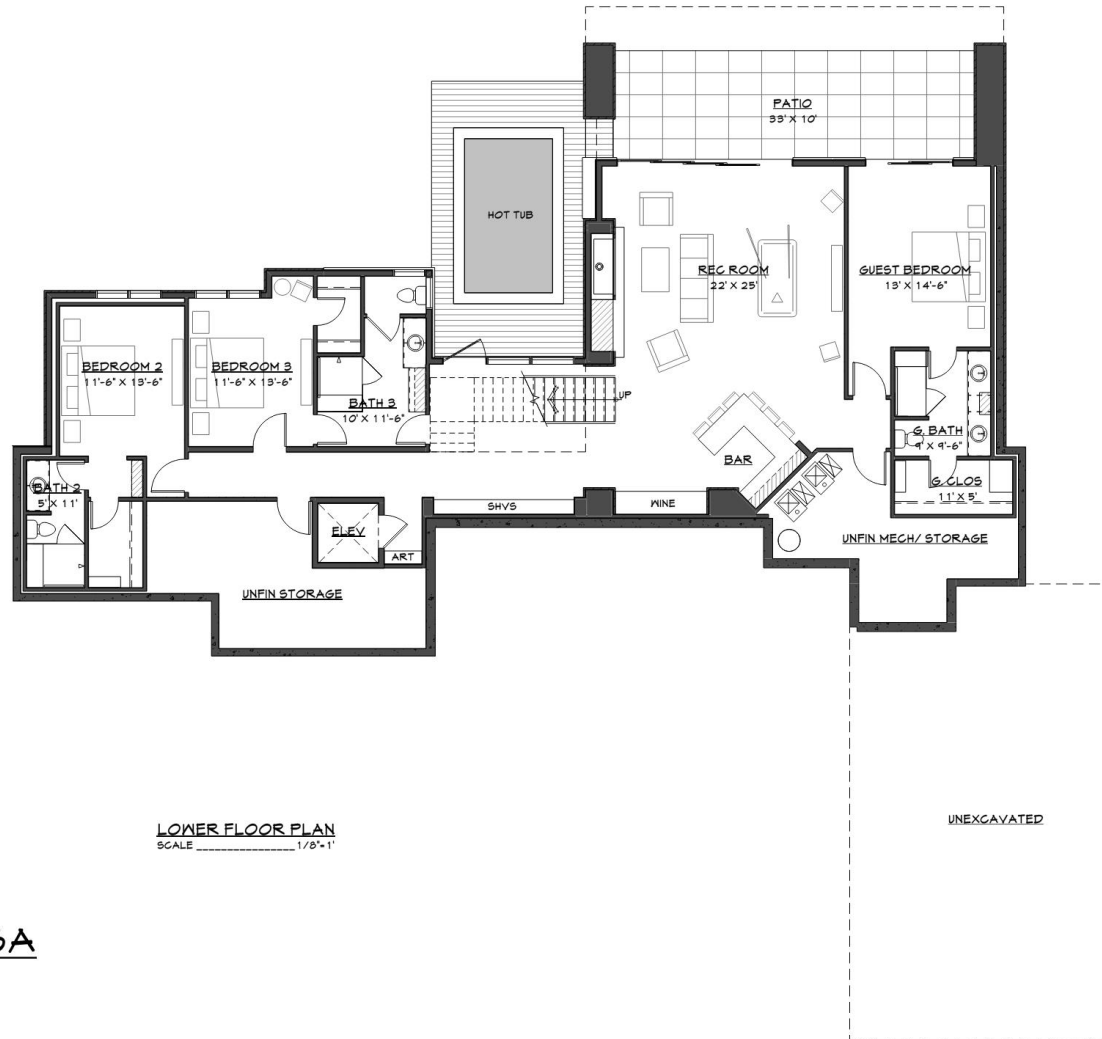 PATIO
33' X 10'
HOT TUB
REC ROOM
22' X 25'
GUEST BEDROOM
13' X 14'-6"
BEDROOM 2
11'-6" X 13'-6"
BEDROOM 3
11'-6" X 13'-6"
BATH 3
10' X 11'-6"
UP
G. BATH
9' X 9'-6"
BAR
BATH 2
5' X 11'
G. CLOS
11' X 5'
SHVS
WINE
ELEV
ART
UNFIN MECH/ STORAGE
UNFIN STORAGE
LOWER FLOOR PLAN
SCALE ________________ 1/8"=1'
UNEXCAVATED